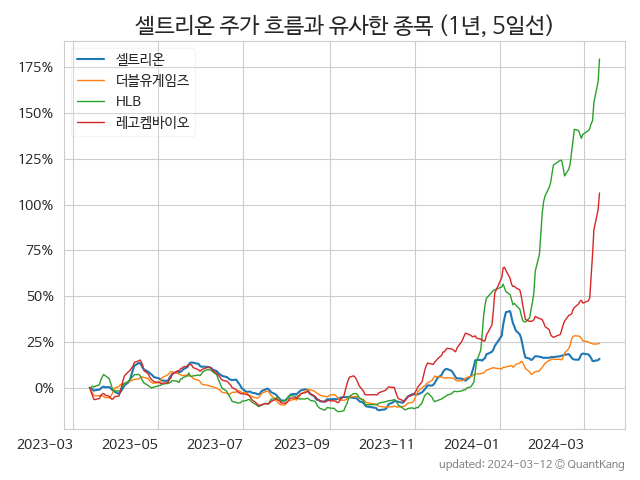 셀트리온 주가 흐름과 유사한 종목 (1년, 5일선)
셀트리온
더블유게임즈
HLB
레고켐바이오
175%
150%
125%
100%
75%
50%
25%
0%
2023-03 2023-05 2023-07 2023-09 2023-11 2024-01 2024-03
updated: 2024-03-12 © QuantKang